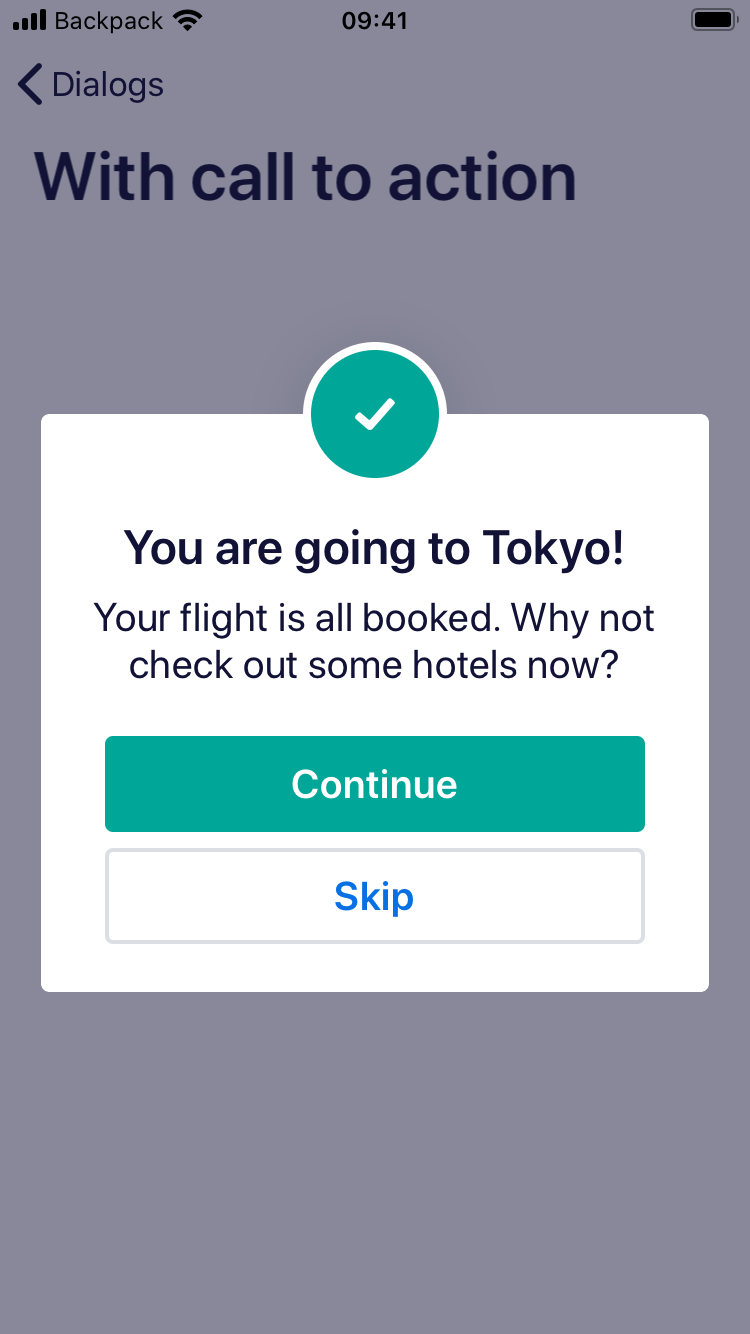 Backpack 09:41
Dialogs
With call to action
You are going to Tokyo!
Your flight is all booked. Why not
check out some hotels now?
Continue
Skip